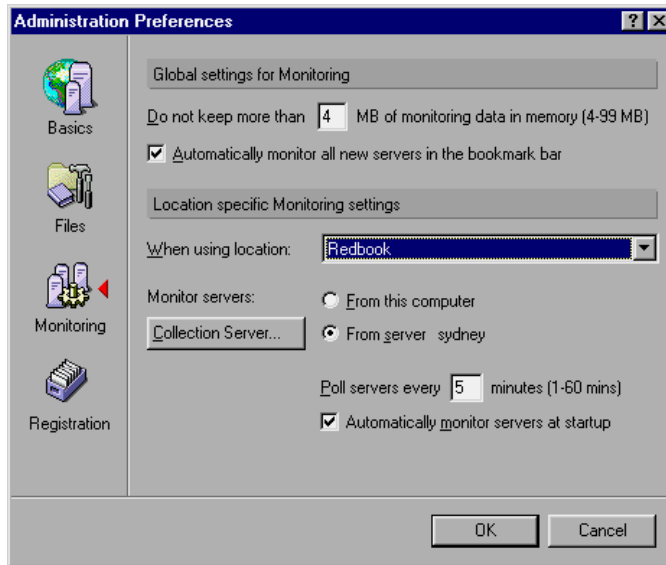 Administration Preferences
Basics
Files
Monitoring
Registration
Global settings for Monitoring
Do not keep more than 4 MB of monitoring data in memory (4-99 MB)
Automatically monitor all new servers in the bookmark bar
Location specific Monitoring settings
When using location: Redbook
Monitor servers: From this computer
Collection Server... From server sydney
Poll servers every 5 minutes (1-60 mins)
Automatically monitor servers at startup
OK Cancel